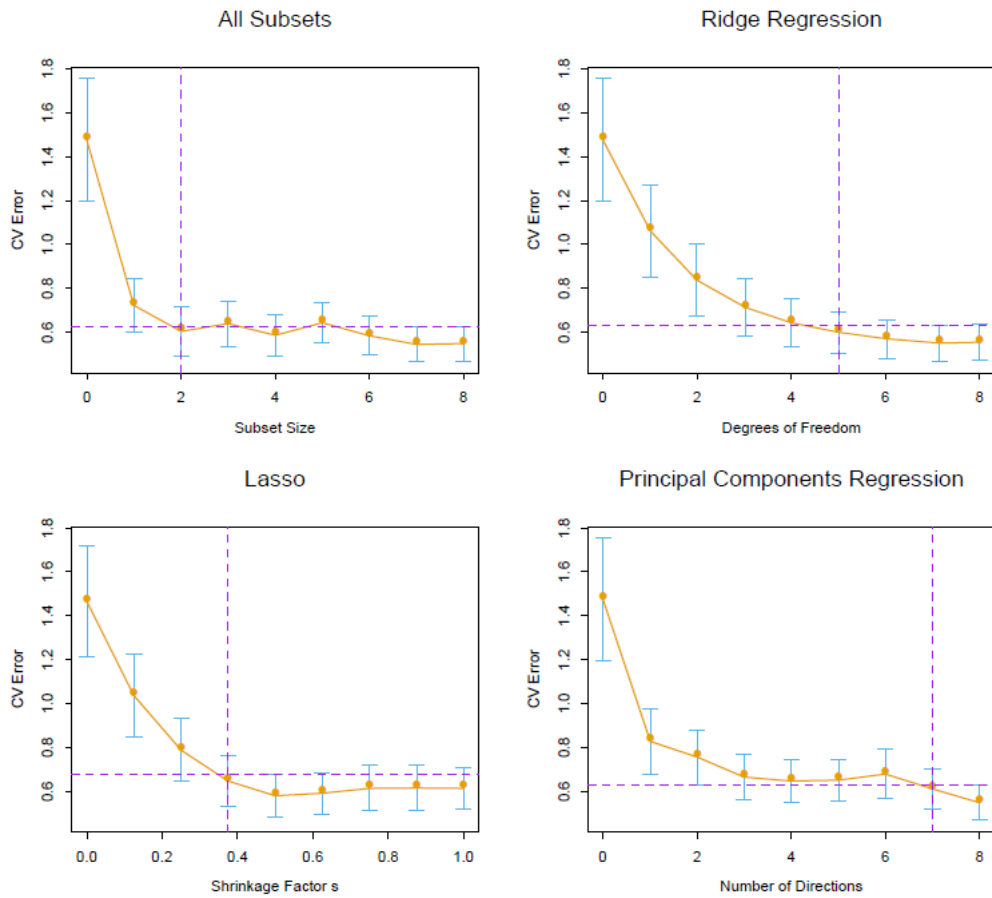 All Subsets
1.8
1.6
1.4
1.2
1.0
0.8
0.6
CV Error
0 2 4 6 8
Subset Size
Ridge Regression
1.8
1.6
1.4
1.2
1.0
0.8
0.6
CV Error
0 2 4 6 8
Degrees of Freedom
Lasso
1.8
1.6
1.4
1.2
1.0
0.8
0.6
CV Error
0.0 0.2 0.4 0.6 0.8 1.0
Shrinkage Factor s
Principal Components Regression
1.8
1.6
1.4
1.2
1.0
0.8
0.6
CV Error
0 2 4 6 8
Number of Directions